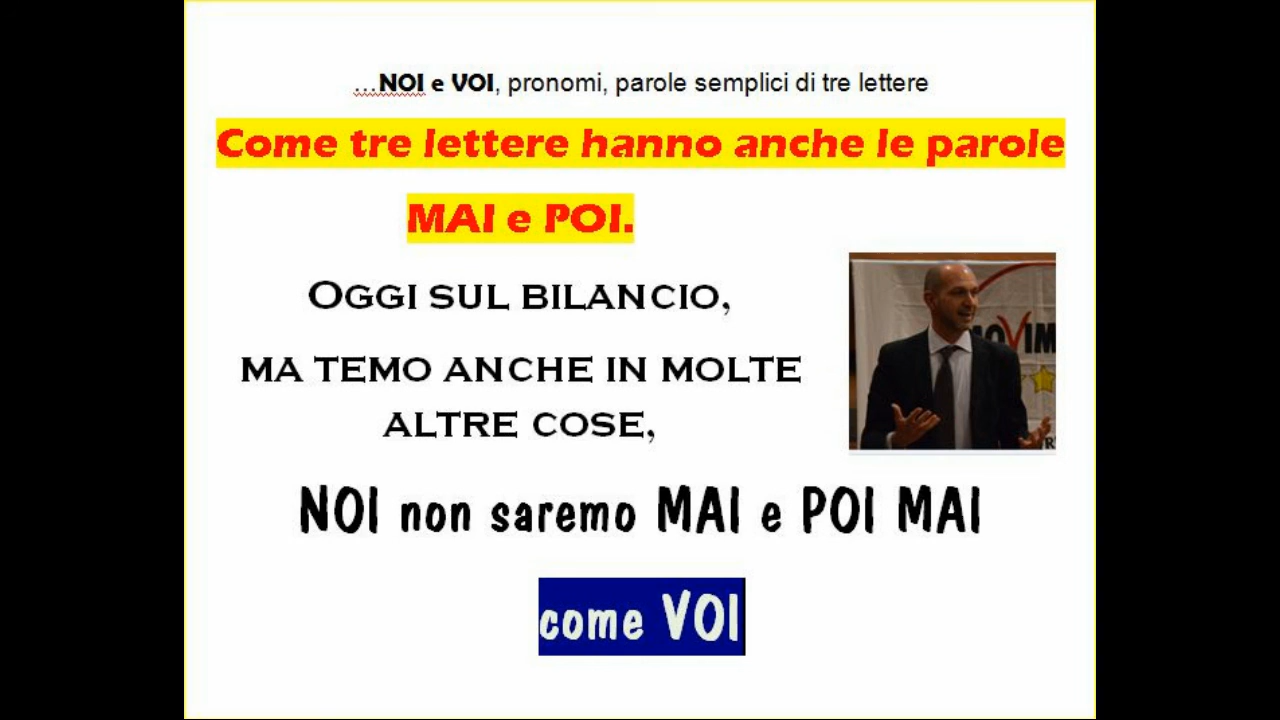 ...NOI e VOI, pronomi, parole semplici di tre lettere
Come tre lettere hanno anche le parole
MAI e POI.
OGGI SUL BILANCIO,
MA TEMO ANCHE IN MOLTE
ALTRE COSE,
MOVIM
NOI non saremo MAI e POI MAI
come VOI